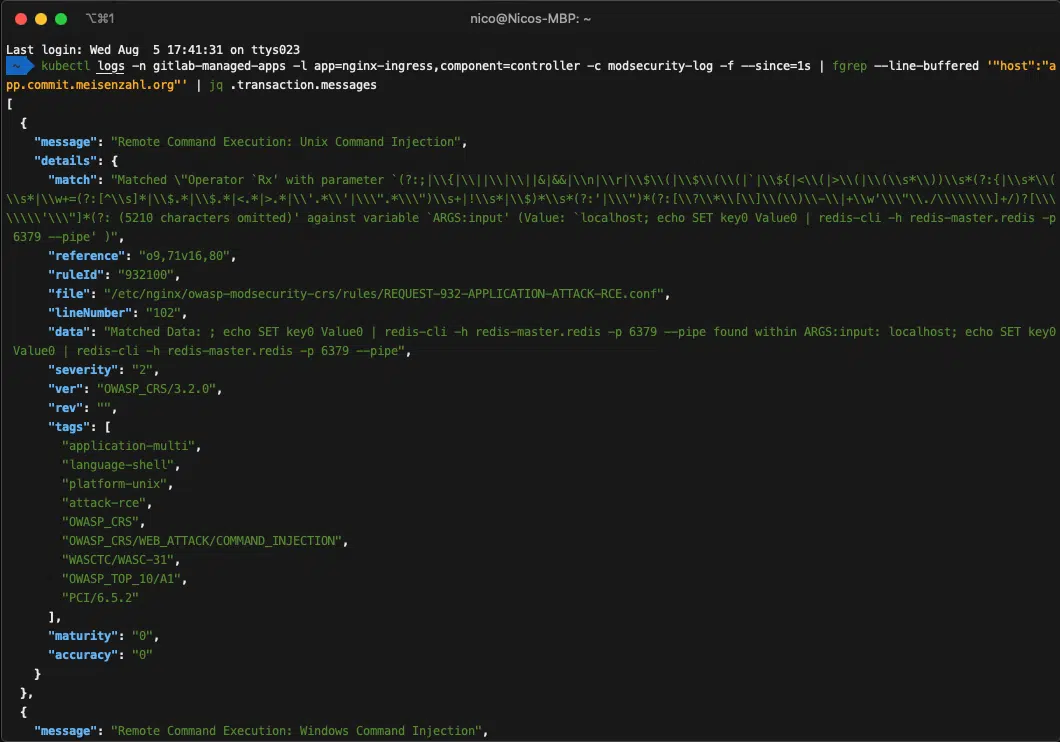 ⌥⌘1
nico@Nicos-MBP: ~
Last login: Wed Aug  5 17:41:31 on ttys023
~ kubectl logs -n gitlab-managed-apps -l app=nginx-ingress,component=controller -c modsecurity-log -f --since=1s | fgrep --line-buffered '"host":"a
pp.commit.meisenzahl.org"' | jq .transaction.messages
[
  {
    "message": "Remote Command Execution: Unix Command Injection",
    "details": {
      "match": "Matched \"Operator `Rx' with parameter `(?:;|\\{|\\||\\|\\||&|&&|\\n|\\r|\\$\\(|\\$\\(\\(|`|\\${|<\\(|>\\(|\\(\\s*\\))\\s*(?:{|\\s*\\(
\\s*|\\w+=(?:[^\\s]*|\\$.*|\\$.*|<.*|>.*|\\'.*\\'|\\\".*\\\")\\s+|!\\s*|\\$)*\\s*(?:'|\\\")*(?:[\\?\\*\\[\\]\\(\\)\\-\\|+\\w'\\\"\\./\\\\\\\\]+/)?[\\\
\\\\\'\\\"]*(?: (5210 characters omitted)' against variable `ARGS:input' (Value: `localhost; echo SET key0 Value0 | redis-cli -h redis-master.redis -p
 6379 --pipe' )",
      "reference": "o9,71v16,80",
      "ruleId": "932100",
      "file": "/etc/nginx/owasp-modsecurity-crs/rules/REQUEST-932-APPLICATION-ATTACK-RCE.conf",
      "lineNumber": "102",
      "data": "Matched Data: ; echo SET key0 Value0 | redis-cli -h redis-master.redis -p 6379 --pipe found within ARGS:input: localhost; echo SET key0
 Value0 | redis-cli -h redis-master.redis -p 6379 --pipe",
      "severity": "2",
      "ver": "OWASP_CRS/3.2.0",
      "rev": "",
      "tags": [
        "application-multi",
        "language-shell",
        "platform-unix",
        "attack-rce",
        "OWASP_CRS",
        "OWASP_CRS/WEB_ATTACK/COMMAND_INJECTION",
        "WASCTC/WASC-31",
        "OWASP_TOP_10/A1",
        "PCI/6.5.2"
      ],
      "maturity": "0",
      "accuracy": "0"
    }
  },
  {
    "message": "Remote Command Execution: Windows Command Injection",